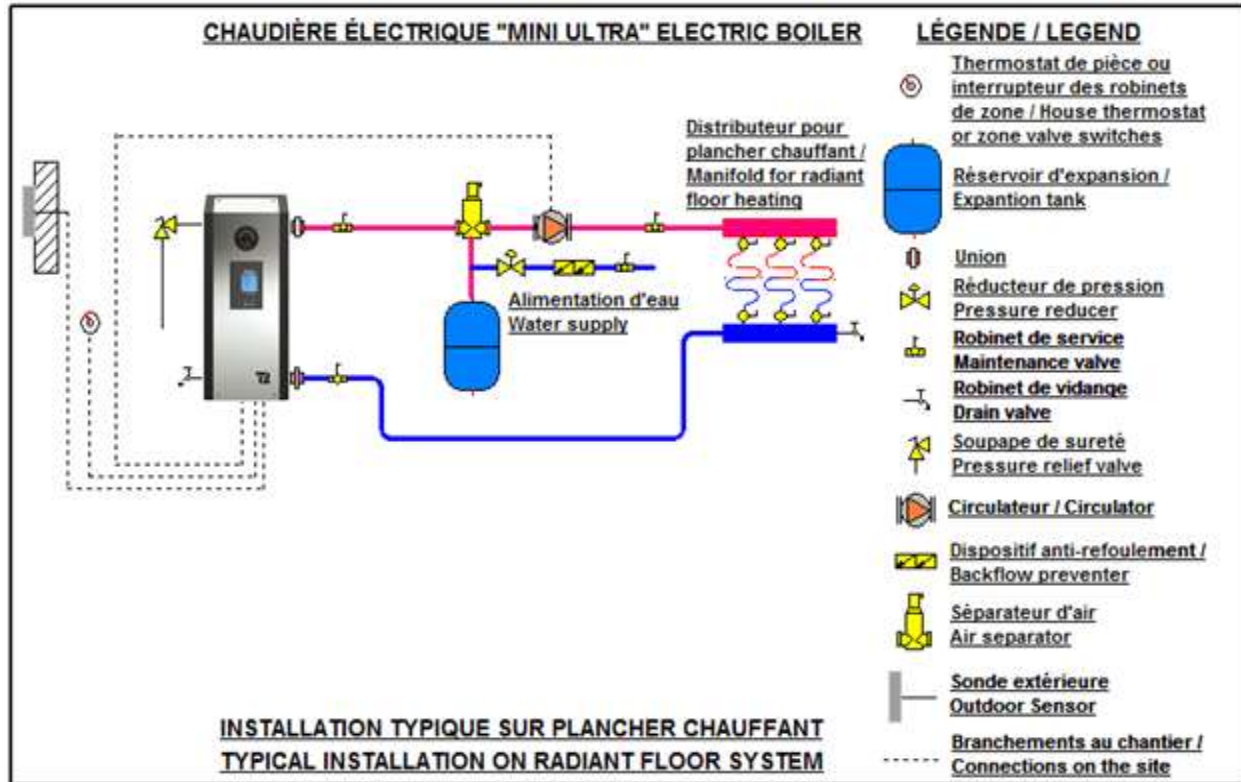 CHAUDIÈRE ÉLECTRIQUE "MINI ULTRA" ELECTRIC BOILER
LÉGENDE / LEGEND
Thermostat de pièce ou
interrupteur des robinets
de zone / House thermostat
or zone valve switches
Distributeur pour
plancher chauffant /
Manifold for radiant
floor heating
Réservoir d'expansion /
Expantion tank
Union
Alimentation d'eau
Water supply
Réducteur de pression
Pressure reducer
Robinet de service
Maintenance valve
T2
Robinet de vidange
Drain valve
Soupape de sureté
Pressure relief valve
Circulateur / Circulator
Dispositif anti-refoulement /
Backflow preventer
Séparateur d'air
Air separator
Sonde extérieure
Outdoor Sensor
INSTALLATION TYPIQUE SUR PLANCHER CHAUFFANT
TYPICAL INSTALLATION ON RADIANT FLOOR SYSTEM
Branchements au chantier /
Connections on the site